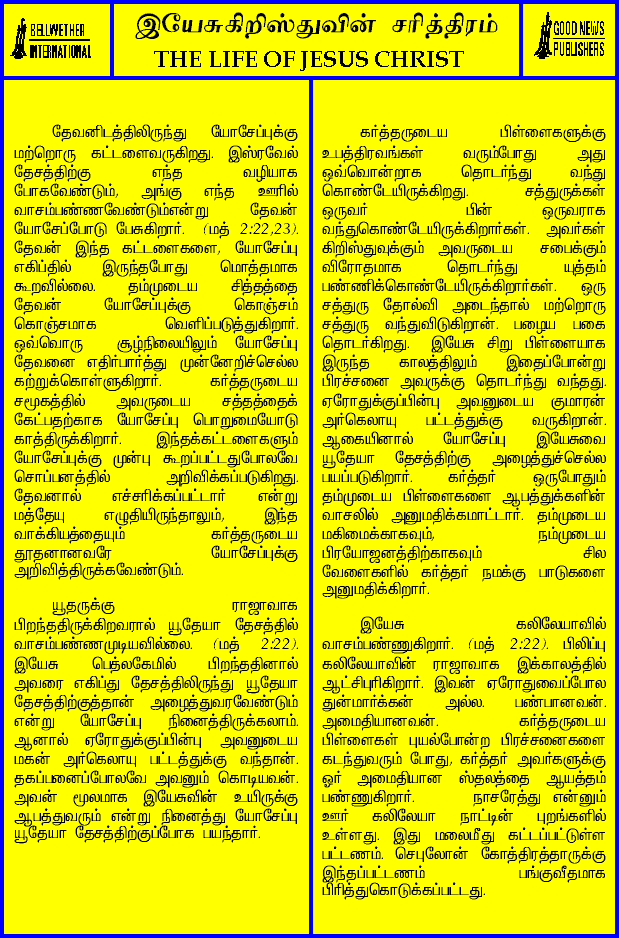 BELLWETHER
INTERNATIONAL
இயேசுகிறிஸ்துவின் சரித்திரம்
THE LIFE OF JESUS CHRIST
GOOD NEWS
PUBLISHERS
தேவனிடத்திலிருந்து யோசேப்புக்கு
மற்றொரு கட்டளைவருகிறது. இஸ்ரவேல்
தேசத்திற்கு எந்த வழியாக
போகவேண்டும், அங்கு எந்த ஊரில்
வாசம்பண்ணவேண்டும்என்று தேவன்
யோசேப்போடு பேசுகிறார். (மத் 2:22,23).
தேவன் இந்த கட்டளைகளை, யோசேப்பு
எகிப்தில் இருந்தபோது மொத்தமாக
கூறவில்லை. தம்முடைய சித்தத்தை
தேவன் யோசேப்புக்கு கொஞ்சம்
கொஞ்சமாக வெளிப்படுத்துகிறார்.
ஒவ்வொரு சூழ்நிலையிலும் யோசேப்பு
தேவனை எதிர்பார்த்து முன்னேறிச்செல்ல
கற்றுக்கொள்ளுகிறார். கர்த்தருடைய
சமூகத்தில் அவருடைய சத்தத்தைக்
கேட்பதற்காக யோசேப்பு பொறுமையோடு
காத்திருக்கிறார். இந்தக்கட்டளைகளும்
யோசேப்புக்கு முன்பு கூறப்பட்டதுபோலவே
சொப்பனத்தில் அறிவிக்கப்படுகிறது.
தேவனால் எச்சரிக்கப்பட்டார் என்று
மத்தேயு எழுதியிருந்தாலும், இந்த
வாக்கியத்தையும் கர்த்தருடைய
தூதனானவரே யோசேப்புக்கு
அறிவித்திருக்கவேண்டும்.
யூதருக்கு ராஜாவாக
பிறந்ததிருக்கிறவரால் யூதேயா தேசத்தில்
வாசம்பண்ணமுடியவில்லை. (மத் 2:22).
இயேசு பெத்லகேமில் பிறந்ததினால்
அவரை எகிப்து தேசத்திலிருந்து யூதேயா
தேசத்திற்குத்தான் அழைத்துவரவேண்டும்
என்று யோசேப்பு நினைத்திருக்கலாம்.
ஆனால் ஏரோதுக்குப்பின்பு அவனுடைய
மகன் அர்கெலாயு பட்டத்துக்கு வந்தான்.
தகப்பனைப்போலவே அவனும் கொடியவன்.
அவன் மூலமாக இயேசுவின் உயிருக்கு
ஆபத்துவரும் என்று நினைத்து யோசேப்பு
யூதேயா தேசத்திற்குப்போக பயந்தார்.
கர்த்தருடைய பிள்ளைகளுக்கு
உபத்திரவங்கள் வரும்போது அது
ஒவ்வொன்றாக தொடர்ந்து வந்து
கொண்டேயிருக்கிறது. சத்துருக்கள்
ஒருவர் பின் ஒருவராக
வந்துகொண்டேயிருக்கிறார்கள். அவர்கள்
கிறிஸ்துவுக்கும் அவருடைய சபைக்கும்
விரோதமாக தொடர்ந்து யுத்தம்
பண்ணிக்கொண்டேயிருக்கிறார்கள். ஒரு
சத்துரு தோல்வி அடைந்தால் மற்றொரு
சத்துரு வந்துவிடுகிறான். பழைய பகை
தொடர்கிறது. இயேசு சிறு பிள்ளையாக
இருந்த காலத்திலும் இதைப்போன்று
பிரச்சனை அவருக்கு தொடர்ந்து வந்தது.
ஏரோதுக்குப்பின்பு அவனுடைய குமாரன்
அர்கெலாயு பட்டத்துக்கு வருகிறான்.
ஆகையினால் யோசேப்பு இயேசுவை
யூதேயா தேசத்திற்கு அழைத்துச்செல்ல
பயப்படுகிறார். கர்த்தர் ஒருபோதும்
தம்முடைய பிள்ளைகளை ஆபத்துக்களின்
வாசலில் அனுமதிக்கமாட்டார். தம்முடைய
மகிமைக்காகவும், நம்முடைய
பிரயோஜனத்திற்காகவும் சில
வேளைகளில் கர்த்தர் நமக்கு பாடுகளை
அனுமதிக்கிறார்.
இயேசு கலிலேயாவில்
வாசம்பண்ணுகிறார். (மத் 2:22). பிலிப்பு
கலிலேயாவின் ராஜாவாக இக்காலத்தில்
ஆட்சிபுரிகிறார். இவன் ஏரோதுவைப்போல
துன்மார்க்கன் அல்ல. பண்பானவன்.
அமைதியானவன். கர்த்தருடைய
பிள்ளைகள் புயல்போன்ற பிரச்சனைகளை
கடந்துவரும் போது, கர்த்தர் அவர்களுக்கு
ஓர் அமைதியான ஸ்தலத்தை ஆயத்தம்
பண்ணுகிறார். நாசரேத்து என்னும்
ஊர் கலிலேயா நாட்டின் புறங்களில்
உள்ளது. இது மலைமீது கட்டப்பட்டுள்ள
பட்டணம். செபுலோன் கோத்திரத்தாருக்கு
இந்தப்பட்டணம் பங்குவீதமாக
பிரித்துகொடுக்கப்பட்டது.